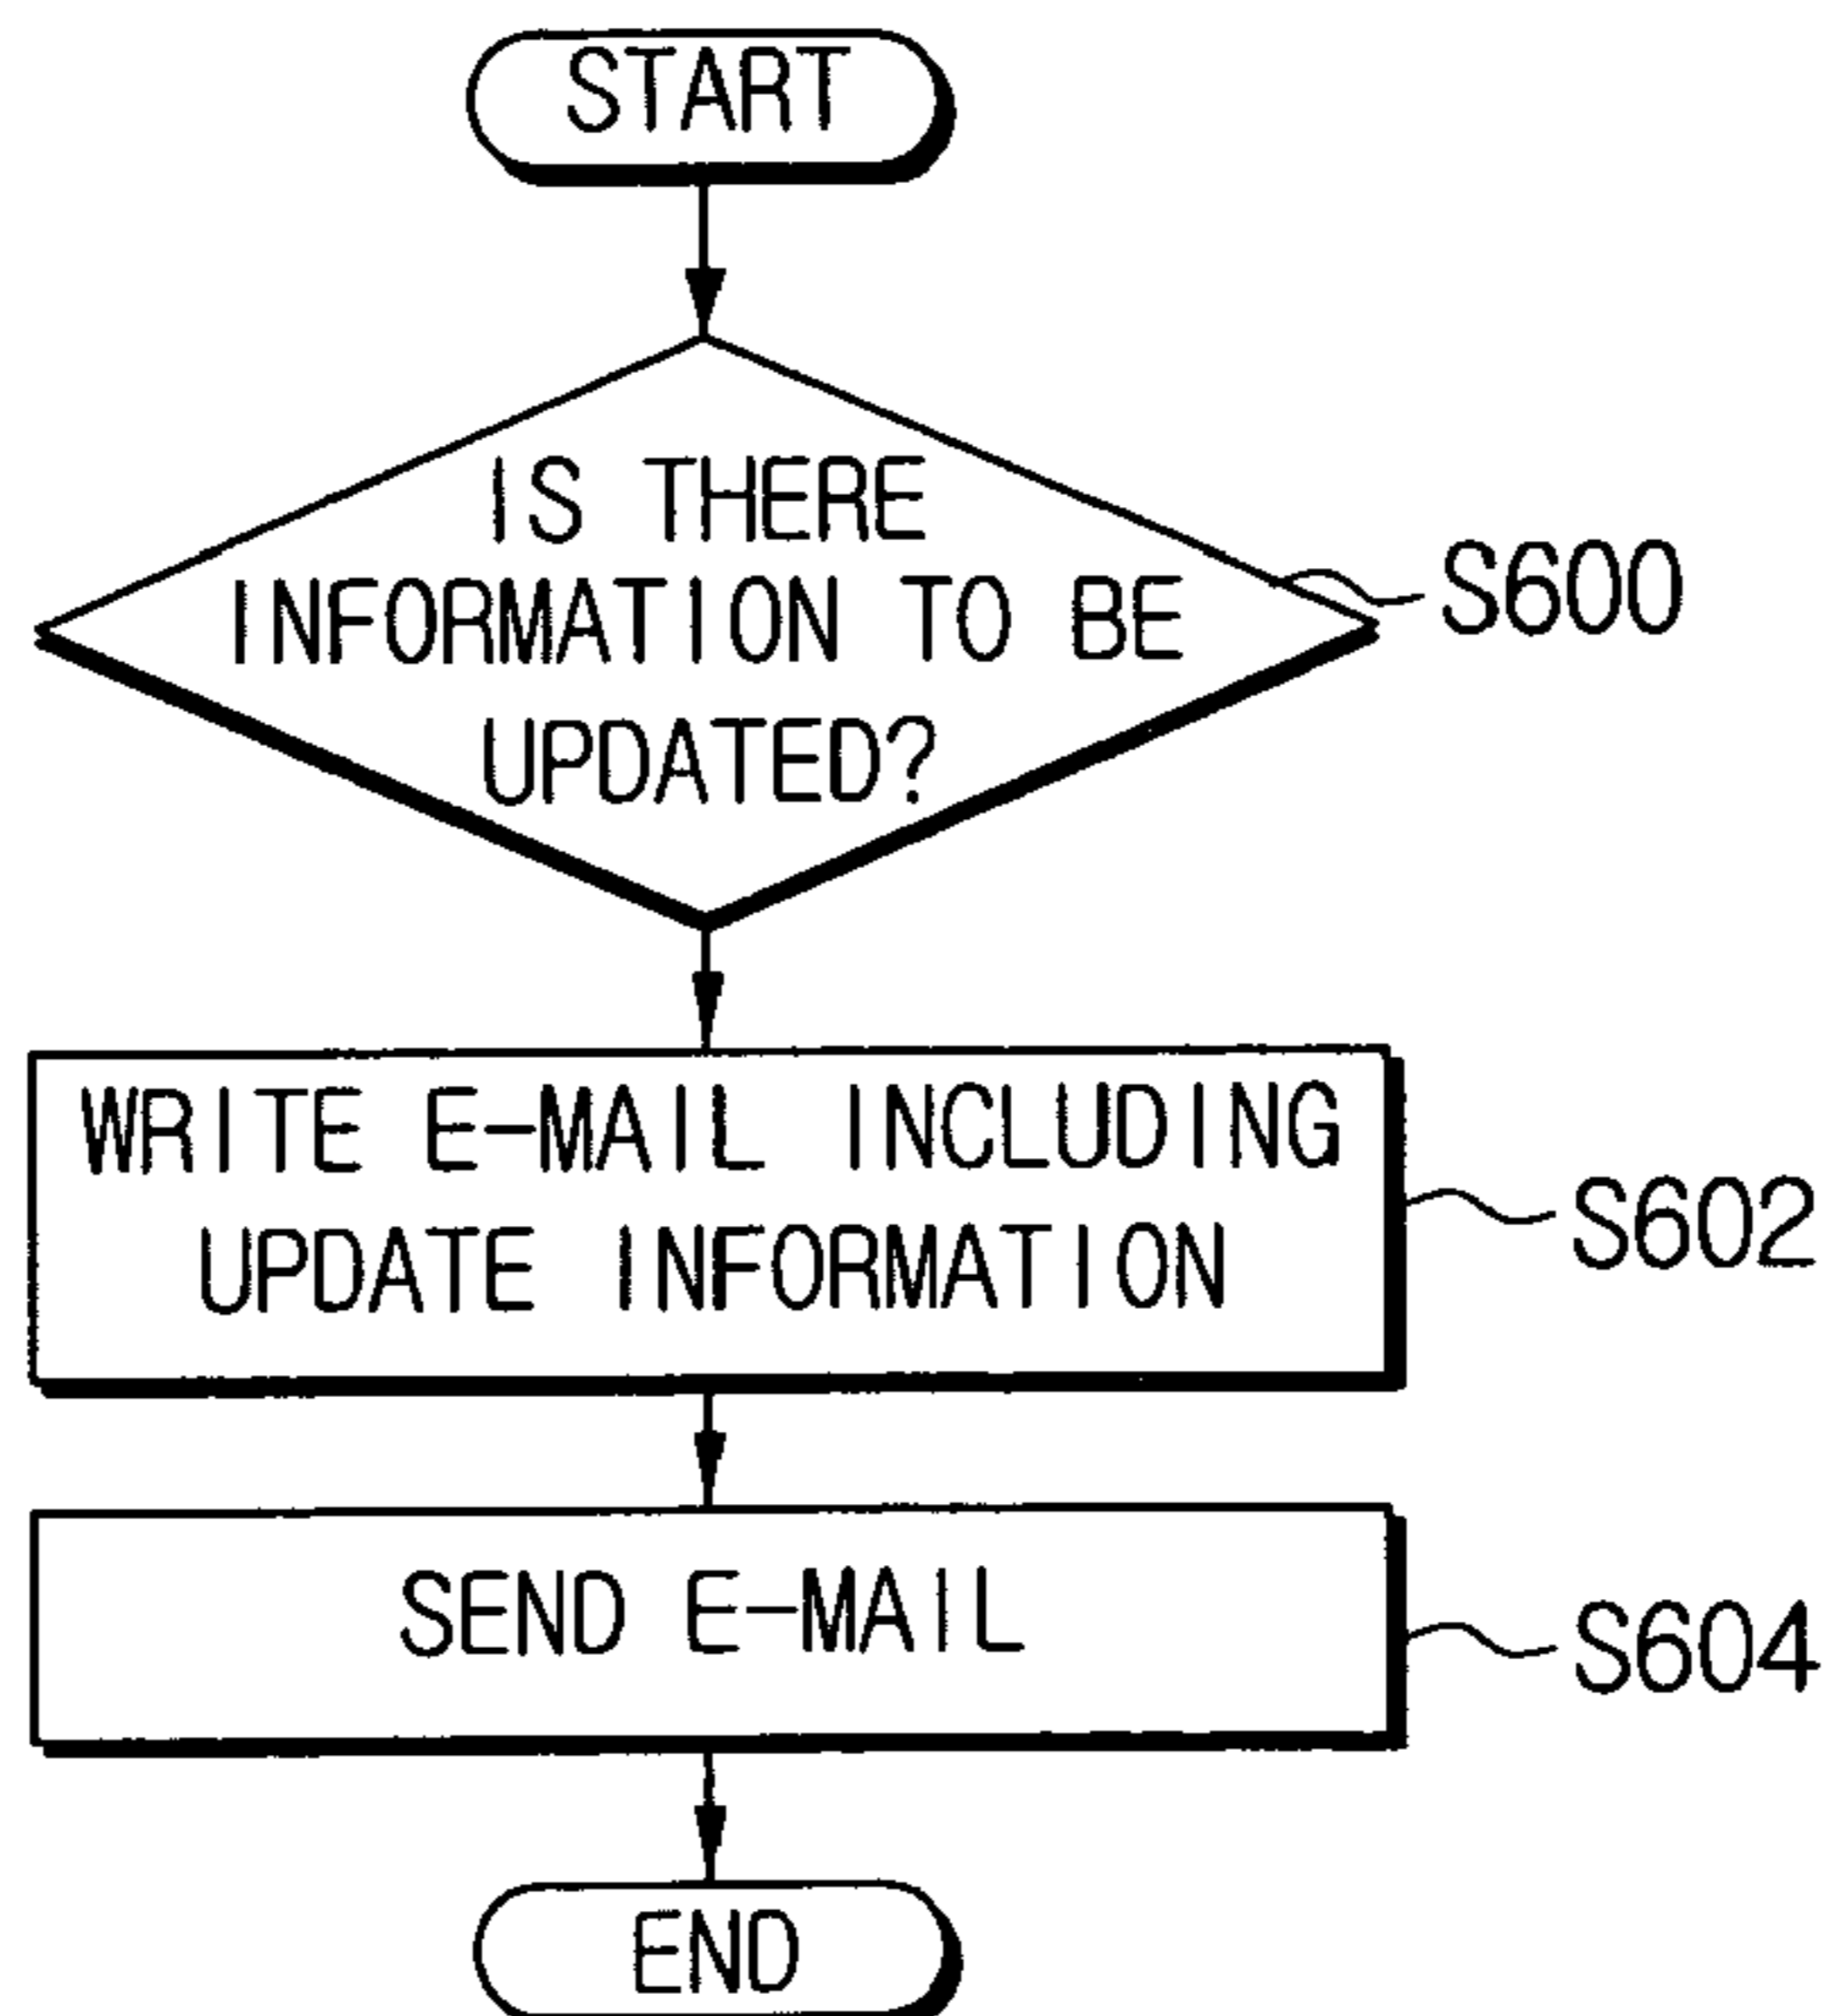 START
IS THERE
INFORMATION TO BE
UPDATED?
S600
WRITE E-MAIL INCLUDING
UPDATE INFORMATION
S602
SEND E-MAIL
S604
END